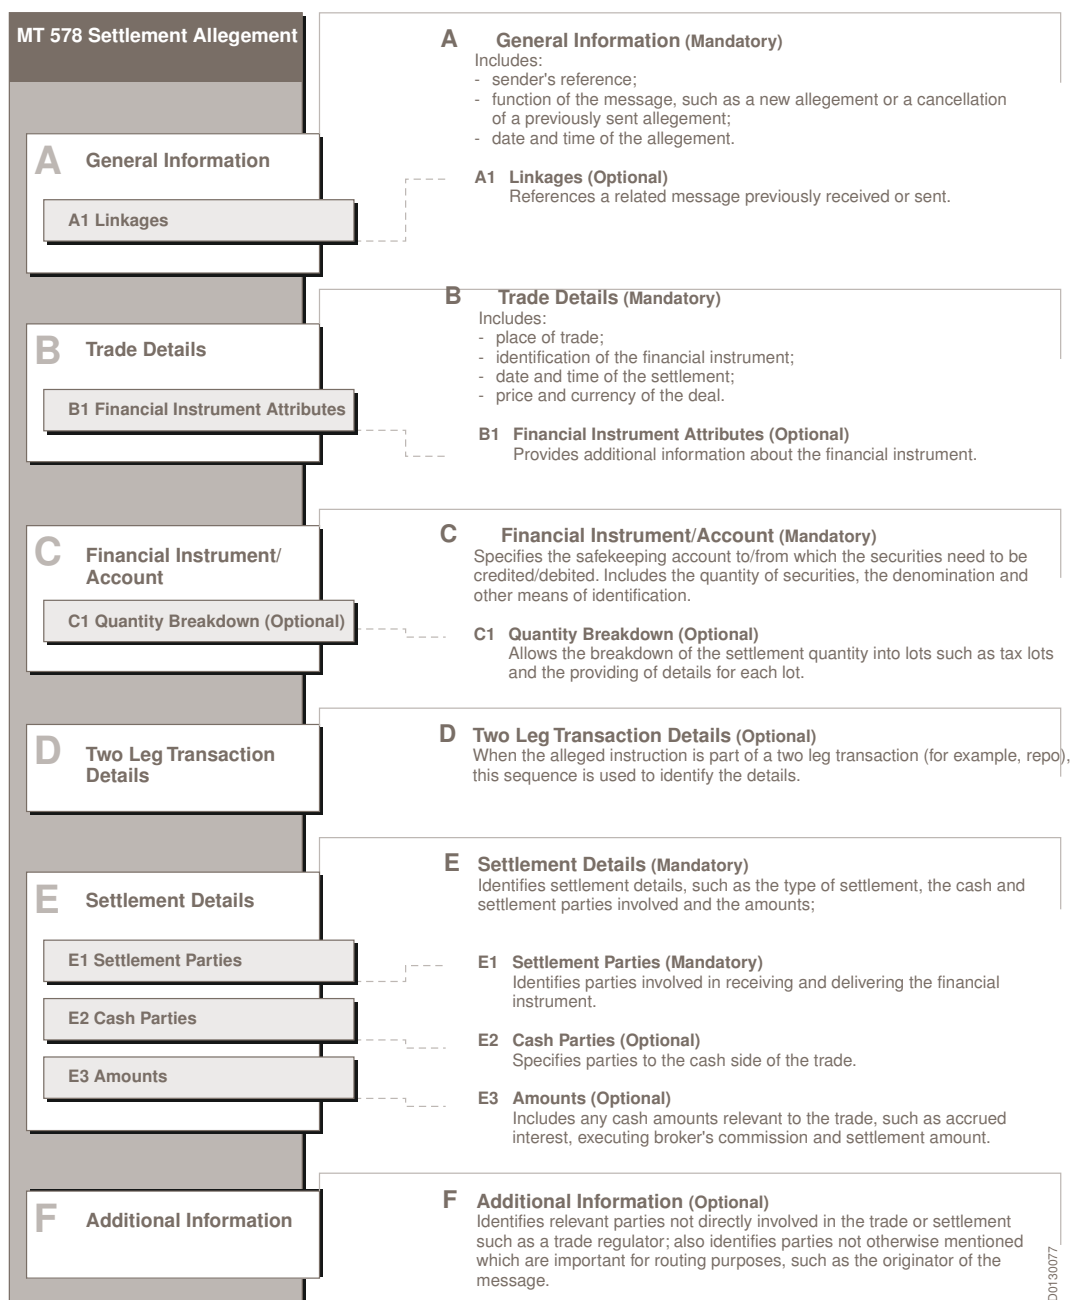 MT 578 Settlement Allegement
A General Information
A1 Linkages
B Trade Details
B1 Financial Instrument Attributes
C Financial Instrument/
Account
C1 Quantity Breakdown (Optional)
D Two Leg Transaction
Details
E Settlement Details
E1 Settlement Parties
E2 Cash Parties
E3 Amounts
F Additional Information
A General Information (Mandatory)
Includes:
- sender's reference;
- function of the message, such as a new allegement or a cancellation
of a previously sent allegement;
- date and time of the allegement.
A1 Linkages (Optional)
References a related message previously received or sent.
B Trade Details (Mandatory)
Includes:
- place of trade;
- identification of the financial instrument;
- date and time of the settlement;
- price and currency of the deal.
B1 Financial Instrument Attributes (Optional)
Provides additional information about the financial instrument.
C Financial Instrument/Account (Mandatory)
Specifies the safekeeping account to/from which the securities need to be
credited/debited. Includes the quantity of securities, the denomination and
other means of identification.
C1 Quantity Breakdown (Optional)
Allows the breakdown of the settlement quantity into lots such as tax lots
and the providing of details for each lot.
D Two Leg Transaction Details (Optional)
When the alleged instruction is part of a two leg transaction (for example, repo),
this sequence is used to identify the details.
E Settlement Details (Mandatory)
Identifies settlement details, such as the type of settlement, the cash and
settlement parties involved and the amounts;
E1 Settlement Parties (Mandatory)
Identifies parties involved in receiving and delivering the financial
instrument.
E2 Cash Parties (Optional)
Specifies parties to the cash side of the trade.
E3 Amounts (Optional)
Includes any cash amounts relevant to the trade, such as accrued
interest, executing broker's commission and settlement amount.
F Additional Information (Optional)
Identifies relevant parties not directly involved in the trade or settlement
such as a trade regulator; also identifies parties not otherwise mentioned
which are important for routing purposes, such as the originator of the
message.
D0130077